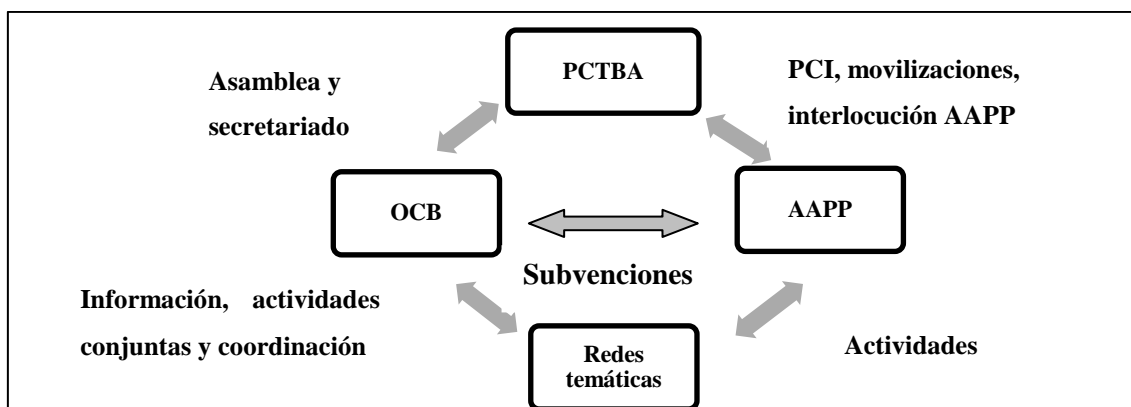 PCTBA
Asamblea y
secretariado
PCI, movilizaciones,
interlocución AAPP
OCB
AAPP
Subvenciones
Información, actividades
conjuntas y coordinación
Redes
temáticas
Actividades